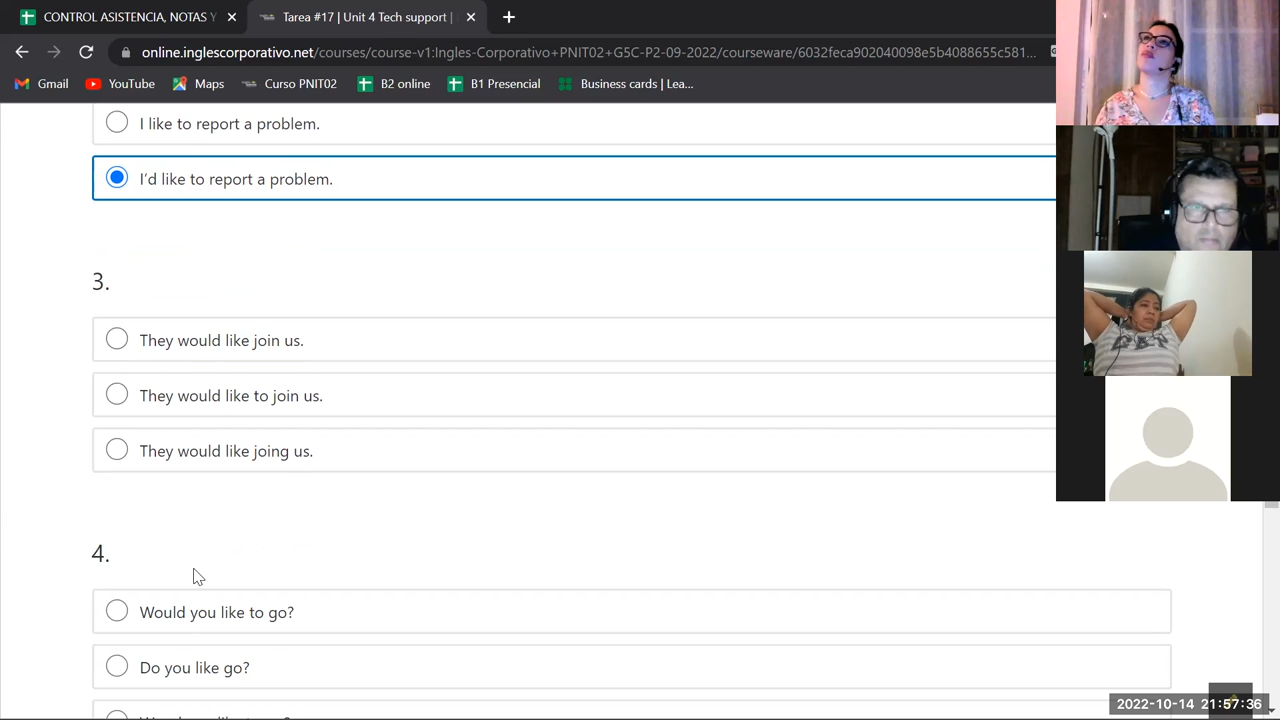 CONTROL ASISTENCIA, NOTAS Y
Tarea #17 | Unit 4 Tech support |
online.inglescorporativo.net/courses/course-v1:Inglescorporativo+PNIT02+G5C-P2-09-2022/courseware/6032feca902600098e5b4088655c581...
Gmail
YouTube
Maps
Curso PNIT02
B2 online
B1 Presencial
Business cards | Lea...
I like to report a problem.
I'd like to report a problem.
3.
They would like join us.
They would like to join us.
They would like joing us.
4.
Would you like to go?
Do you like go?
2022-10-14 21:57:36